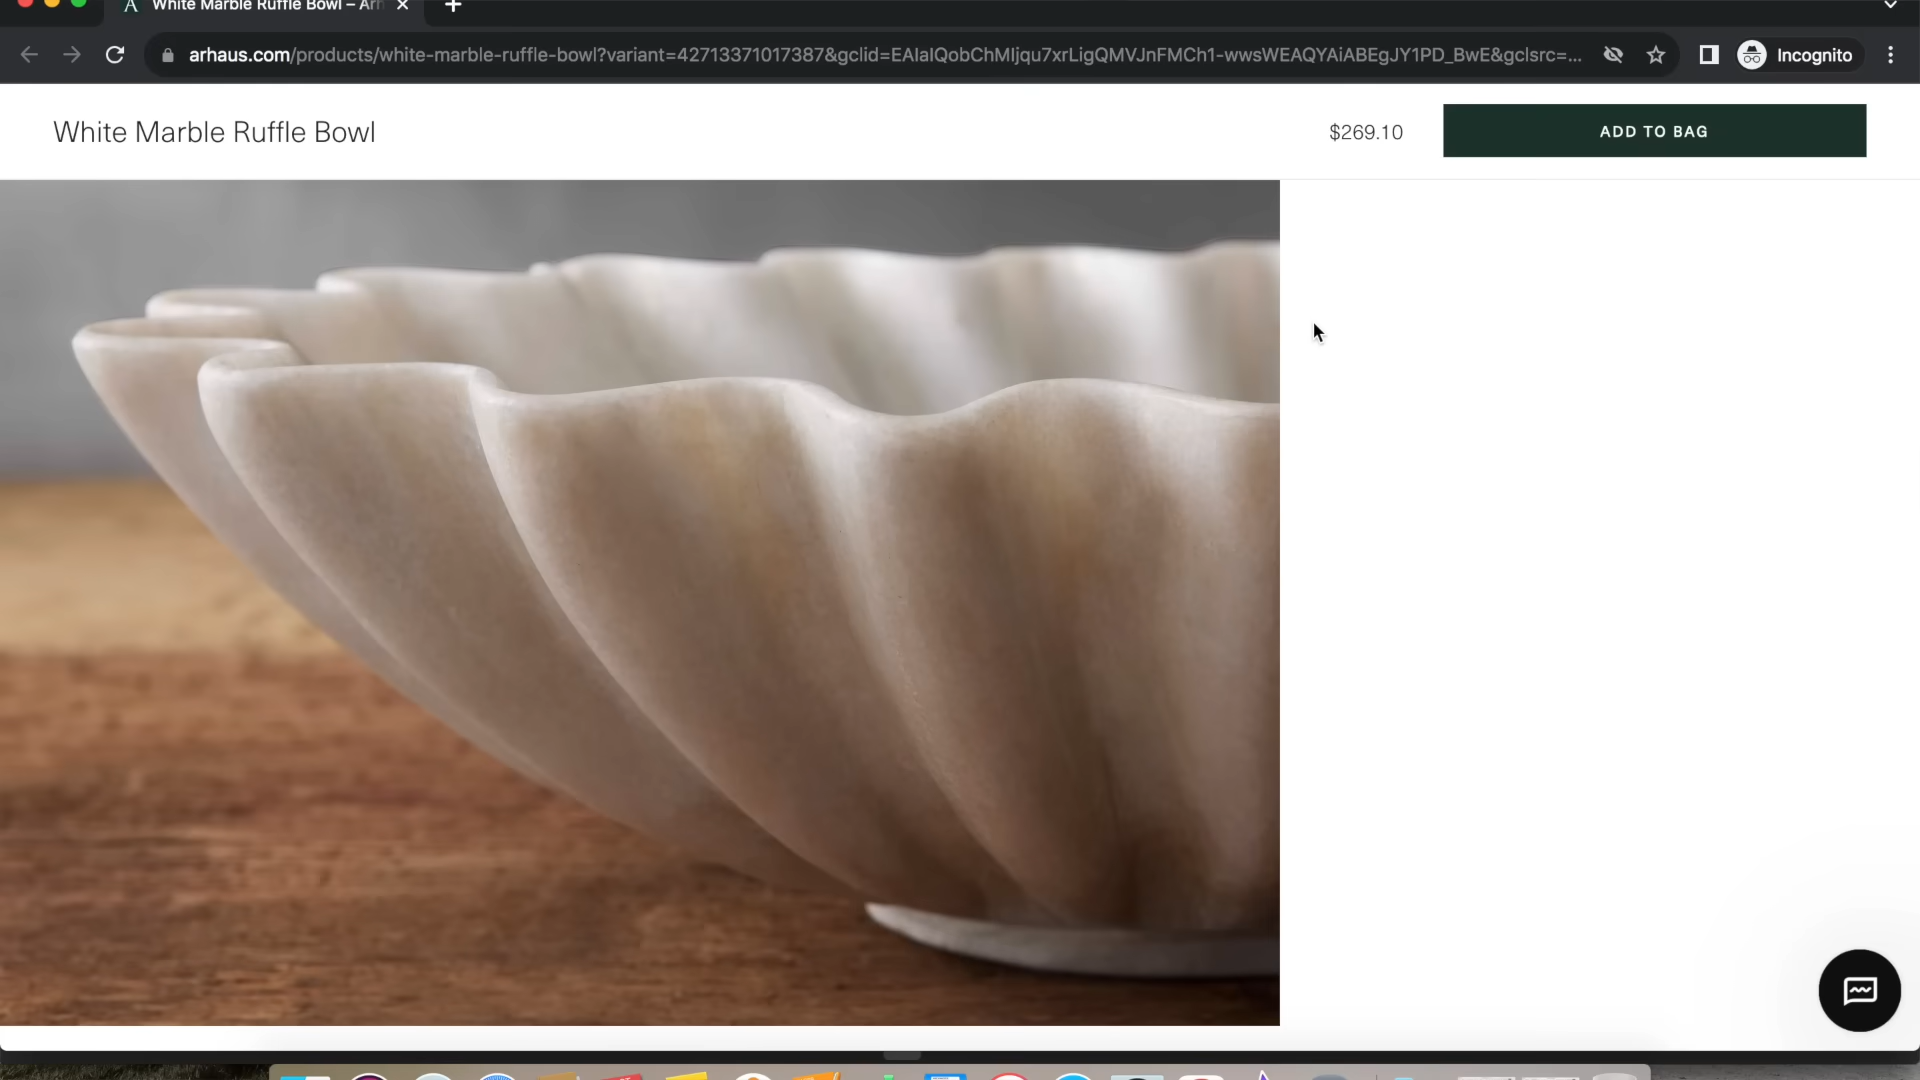 White Marble Ruffle Bowl – Arh
arhaus.com/products/white-marble-ruffle-bowl?variant=42713371017387&gclid=EAIaIQobChMIjqu7xrLigQMVJnFMCh1-wwsWEAQYAiABEgJY1PD_BwE&gclsrc=...
Incognito
White Marble Ruffle Bowl
$269.10
ADD TO BAG